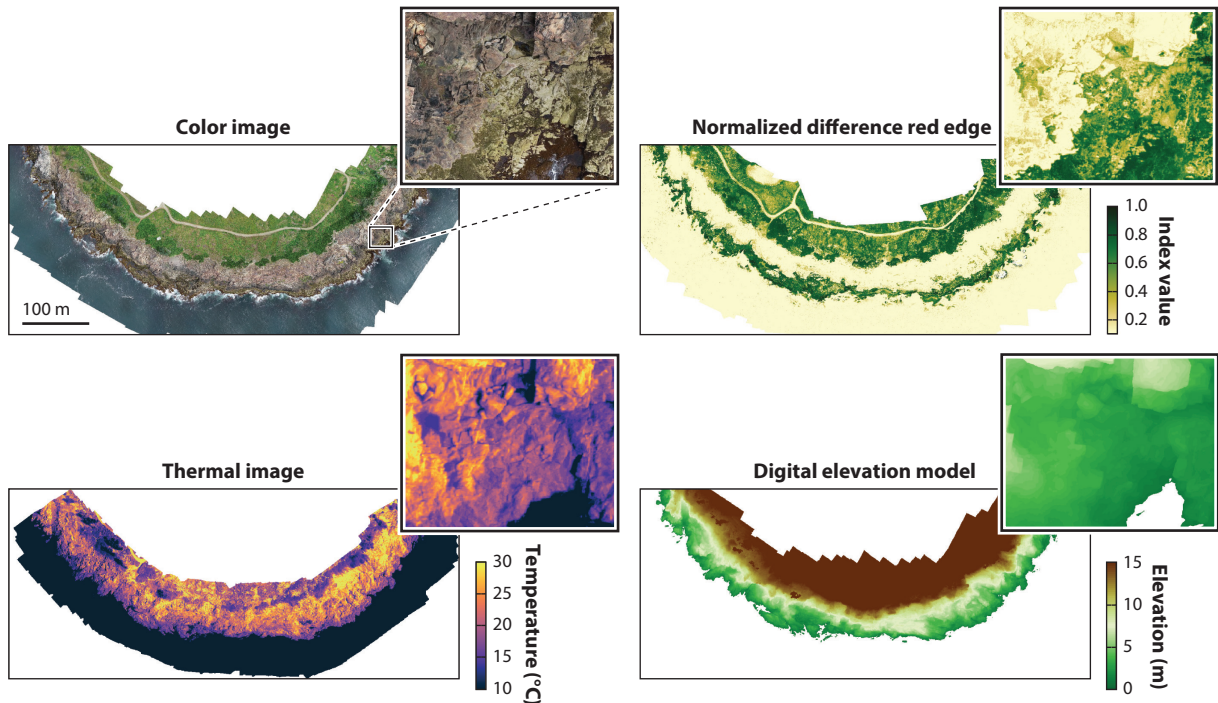 Color image
100 m
Normalized difference red edge
1.0
0.8
0.6
0.4
0.2
Index value
Thermal image
30
25
20
15
10
Temperature (°C)
Digital elevation model
15
10
5
0
Elevation (m)